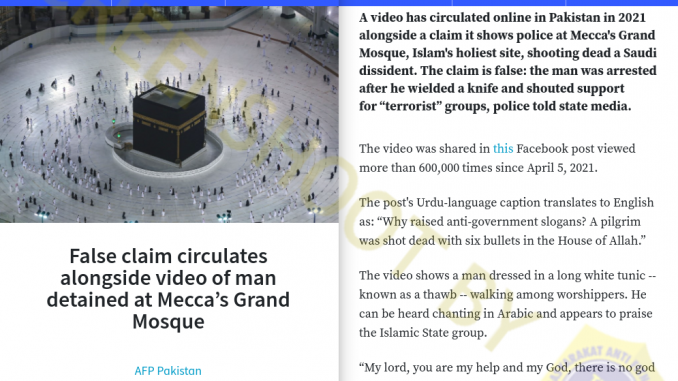 False claim circulates
alongside video of man
detained at Mecca’s Grand
Mosque
AFP Pakistan
A video has circulated online in Pakistan in 2021
alongside a claim it shows police at Mecca's Grand
Mosque, Islam's holiest site, shooting dead a Saudi
dissident. The claim is false: the man was arrested
after he wielded a knife and shouted support
for “terrorist” groups, police told state media.
The video was shared in this Facebook post viewed
more than 600,000 times since April 5, 2021.
The post's Urdu-language caption translates to English
as: “Why raised anti-government slogans? A pilgrim
was shot dead with six bullets in the House of Allah.”
The video shows a man dressed in a long white tunic --
known as a thawb -- walking among worshippers. He
can be heard chanting in Arabic and appears to praise
the Islamic State group.
“My lord, you are my help and my God, there is no god
SCREENSHOOT BY